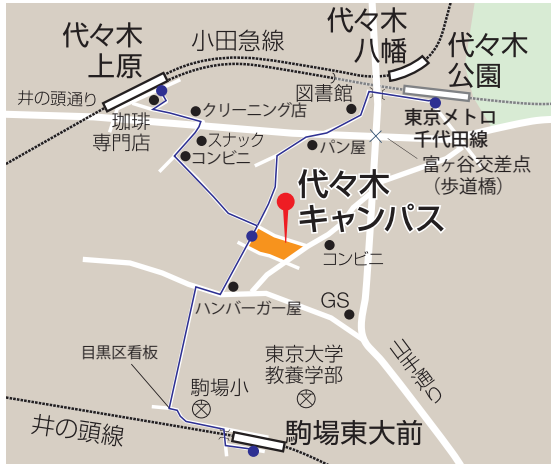 代々木
上原
小田急線
代々木
八幡
代々木
公園
井の頭通り
図書館
クリーニング店
東京メトロ
千代田線
珈琲
専門店
スナック
コンビニ
パン屋
富ヶ谷交差点
(歩道橋)
代々木
キャンパス
コンビニ
ハンバーガー屋
GS
目黒区看板
東京大学
教養学部
山手通り
駒場小
井の頭線
駒場東大前